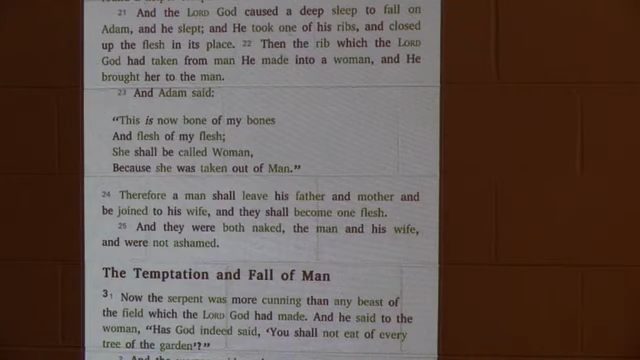 21 And the LORD God caused a deep sleep to fall on
Adam, and he slept; and He took one of his ribs, and closed
up the flesh in its place. 22 Then the rib which the LORD
God had taken from man He made into a woman, and He
brought her to the man.
23 And Adam said:
“This is now bone of my bones
And flesh of my flesh;
She shall be called Woman,
Because she was taken out of Man.”
24 Therefore a man shall leave his father and mother and
be joined to his wife, and they shall become one flesh.
25 And they were both naked, the man and his wife,
and were not ashamed.
The Temptation and Fall of Man
3 1 Now the serpent was more cunning than any beast of
the field which the LORD God had made. And he said to the
woman, “Has God indeed said, ‘You shall not eat of every
tree of the garden’?”